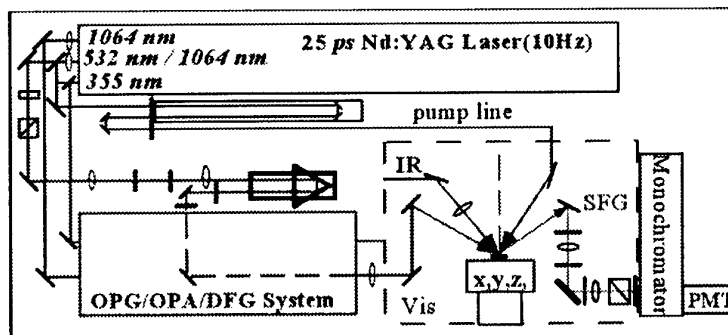 1064 nm
532 nm / 1064 nm
355 nm
25 ps Nd:YAG Laser(10Hz)
pump line
IR
SFG
Monochromator
x,y,z,
OPG/OPA/DFG System
Vis
PMT